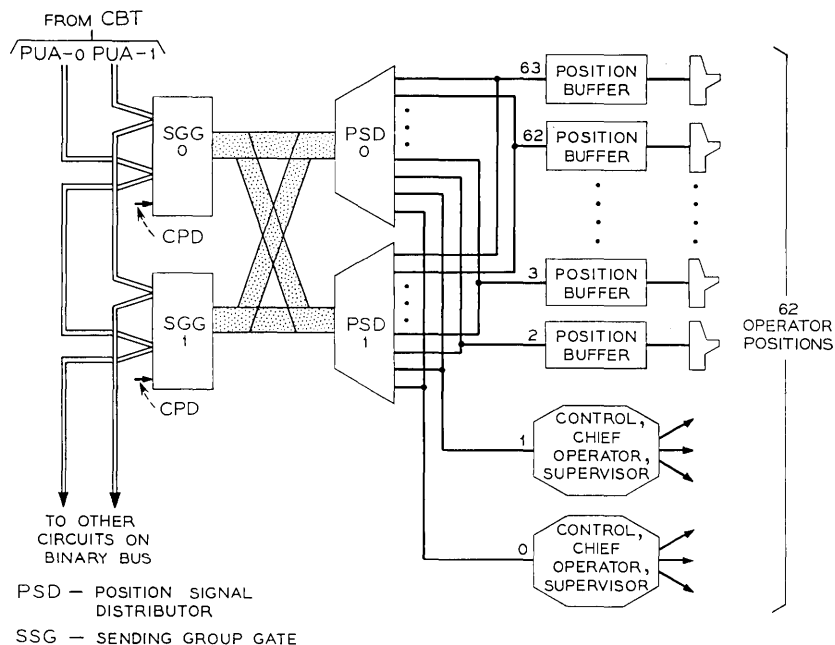 FROM CBT
PUA-0 PUA-1
SGG
0
CPD
SGG
1
CPD
PSD
0
PSD
1
63
POSITION
BUFFER
62
POSITION
BUFFER
3
POSITION
BUFFER
2
POSITION
BUFFER
1
CONTROL,
CHIEF
OPERATOR,
SUPERVISOR
0
CONTROL,
CHIEF
OPERATOR,
SUPERVISOR
62
OPERATOR
POSITIONS
TO OTHER
CIRCUITS ON
BINARY BUS
PSD — POSITION SIGNAL
DISTRIBUTOR
SSG — SENDING GROUP GATE